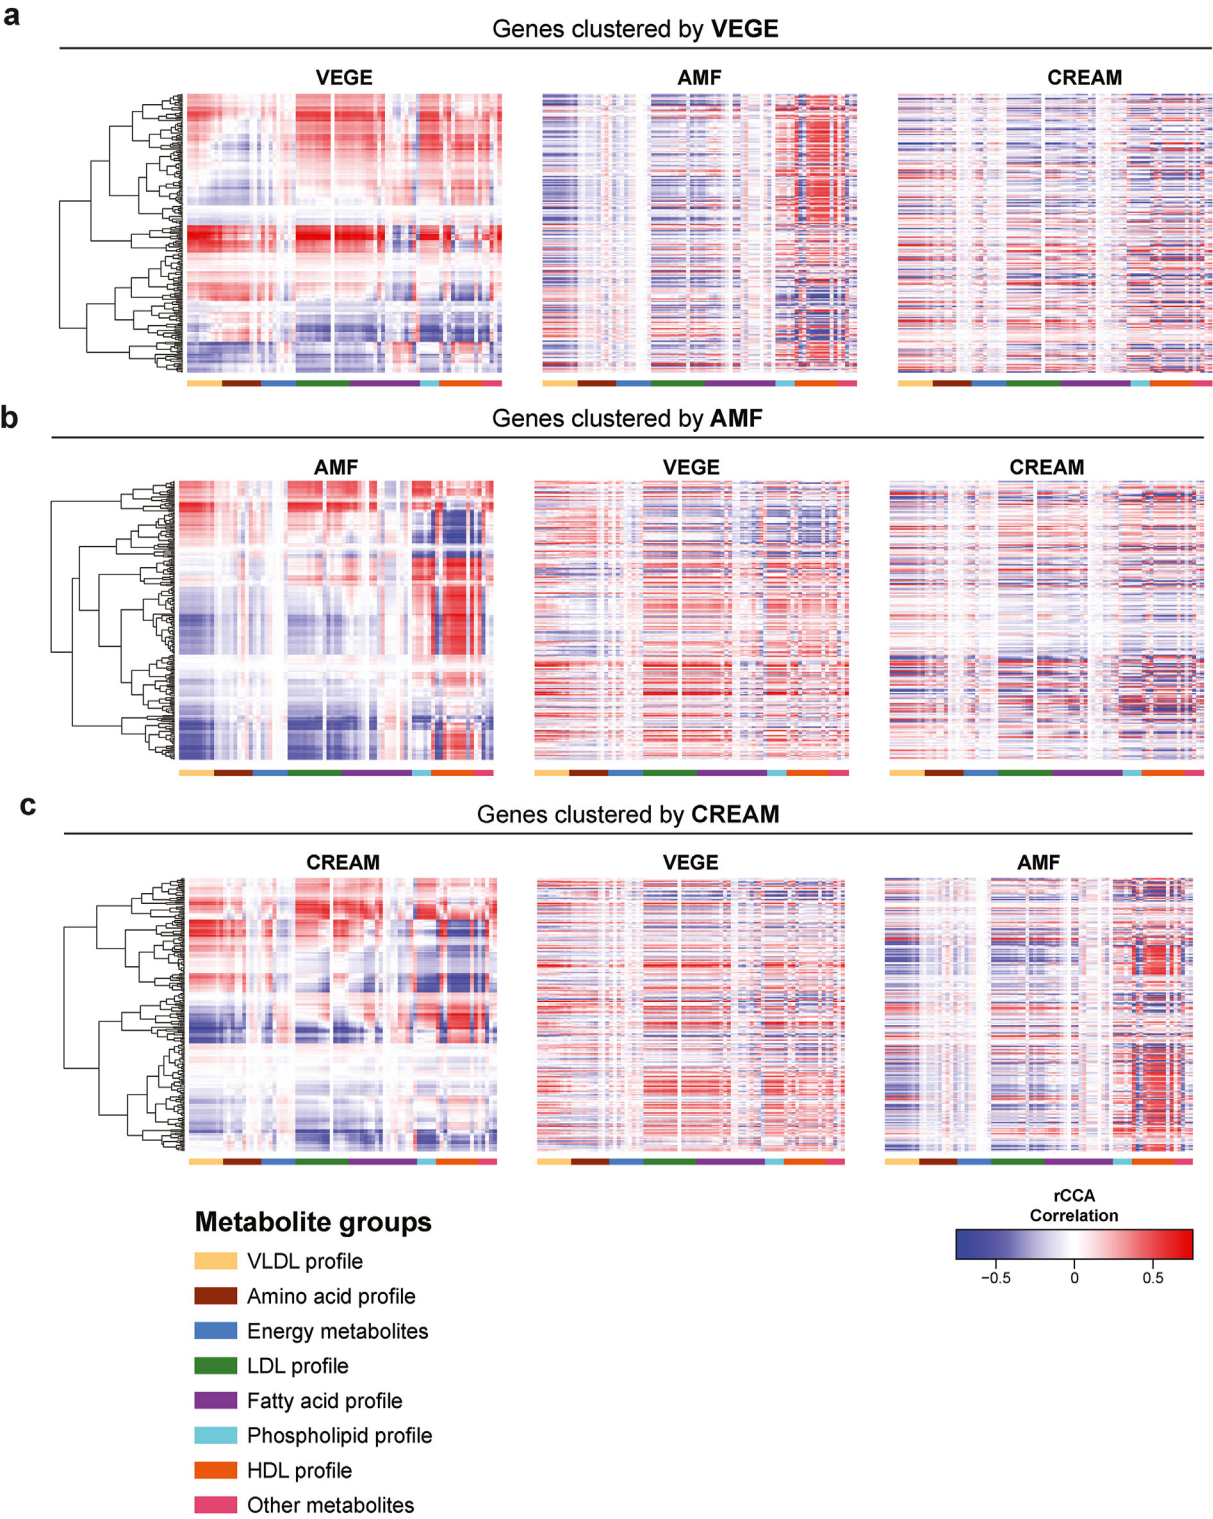 a
Genes clustered by VEGE
VEGE
AMF
CREAM
b
Genes clustered by AMF
AMF
VEGE
CREAM
c
Genes clustered by CREAM
CREAM
VEGE
AMF
rCCA
Correlation
−0.5 0 0.5
Metabolite groups
VLDL profile
Amino acid profile
Energy metabolites
LDL profile
Fatty acid profile
Phospholipid profile
HDL profile
Other metabolites